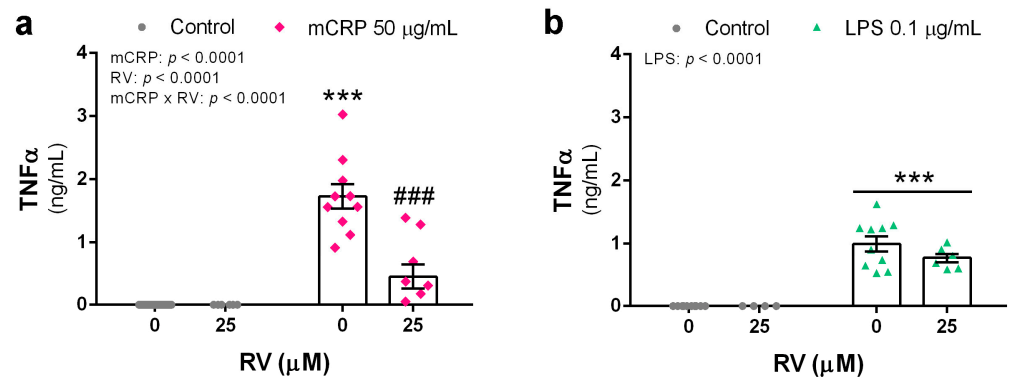 a
Control
mCRP 50 μg/mL
mCRP: p < 0.0001
RV: p < 0.0001
mCRP x RV: p < 0.0001
TNFα
(ng/mL)
4
3
2
1
0
***
###
0
25
0
25
RV (μM)
b
Control
LPS 0.1 μg/mL
LPS: p < 0.0001
TNFα
(ng/mL)
4
3
2
1
0
***
0
25
0
25
RV (μM)